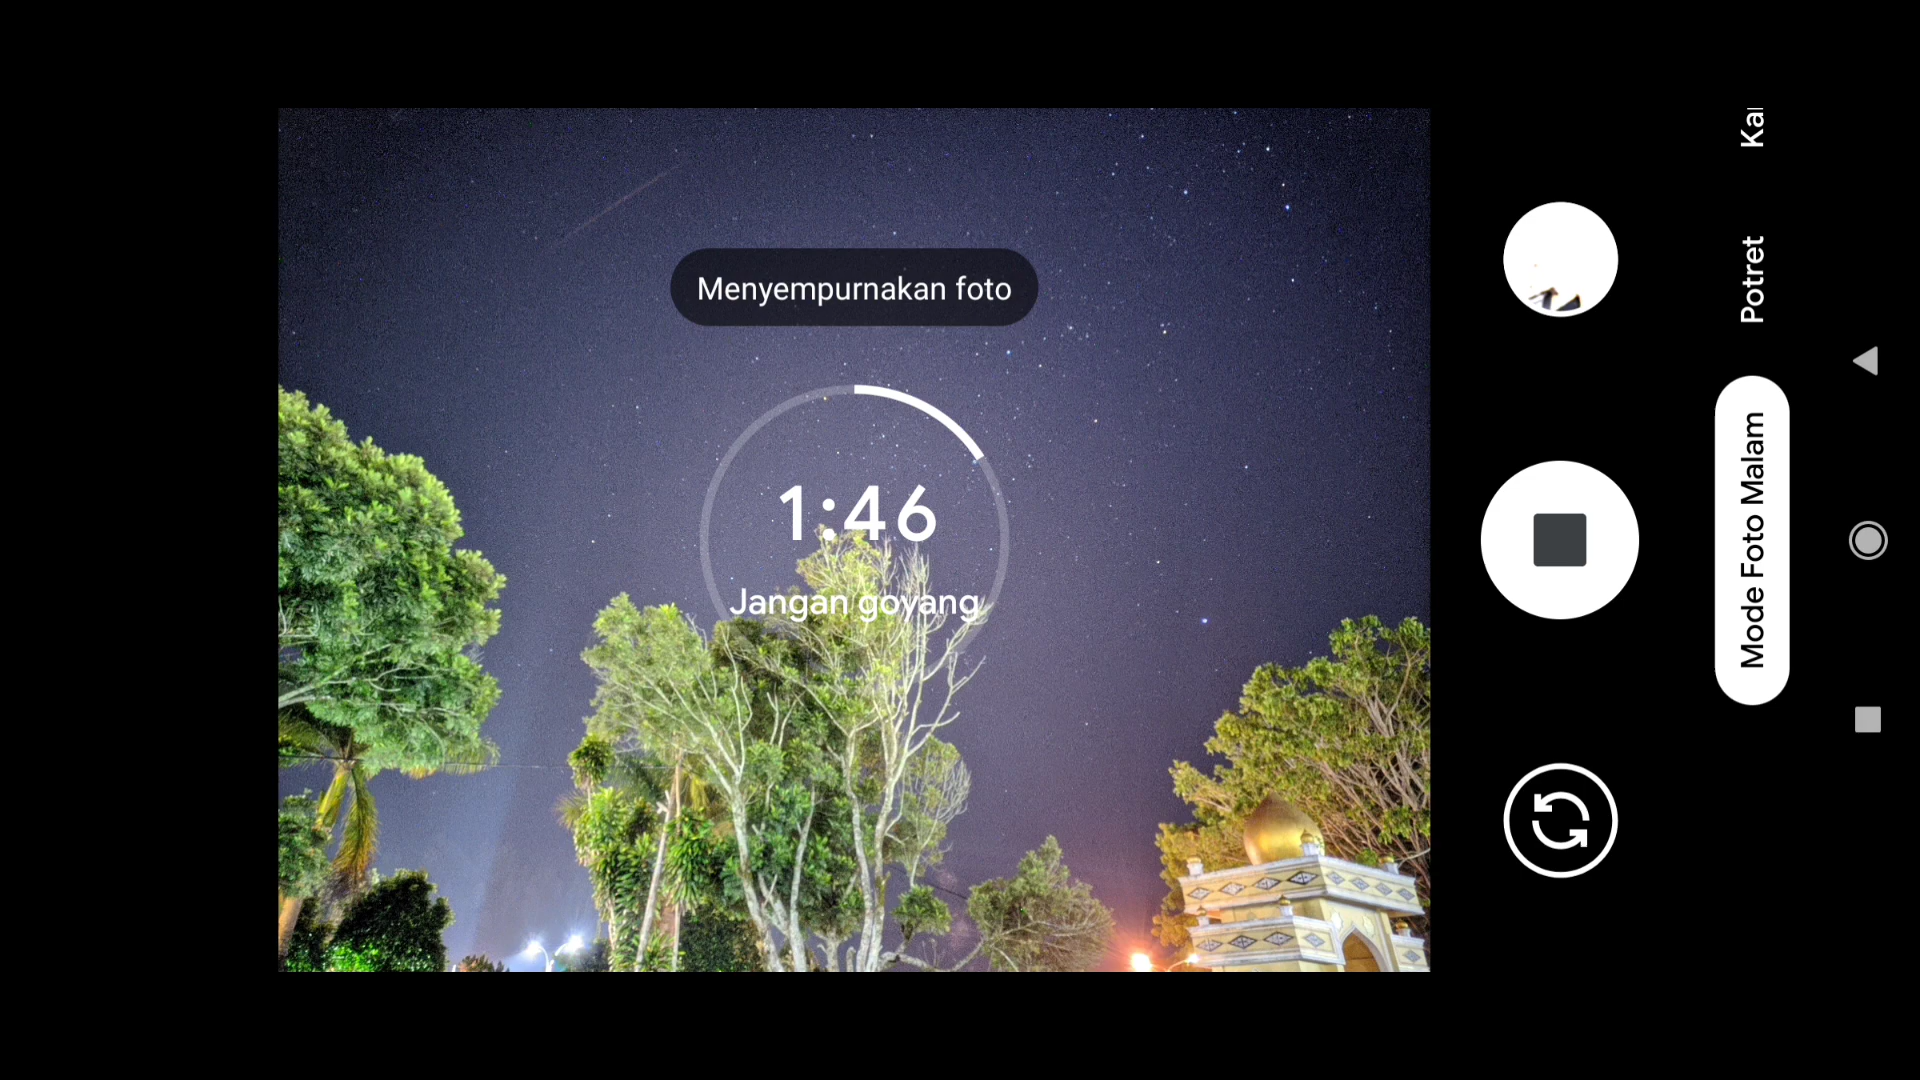 Menyempurnakan foto
1:46
Jangan goyang
Potret
Mode Foto Malam